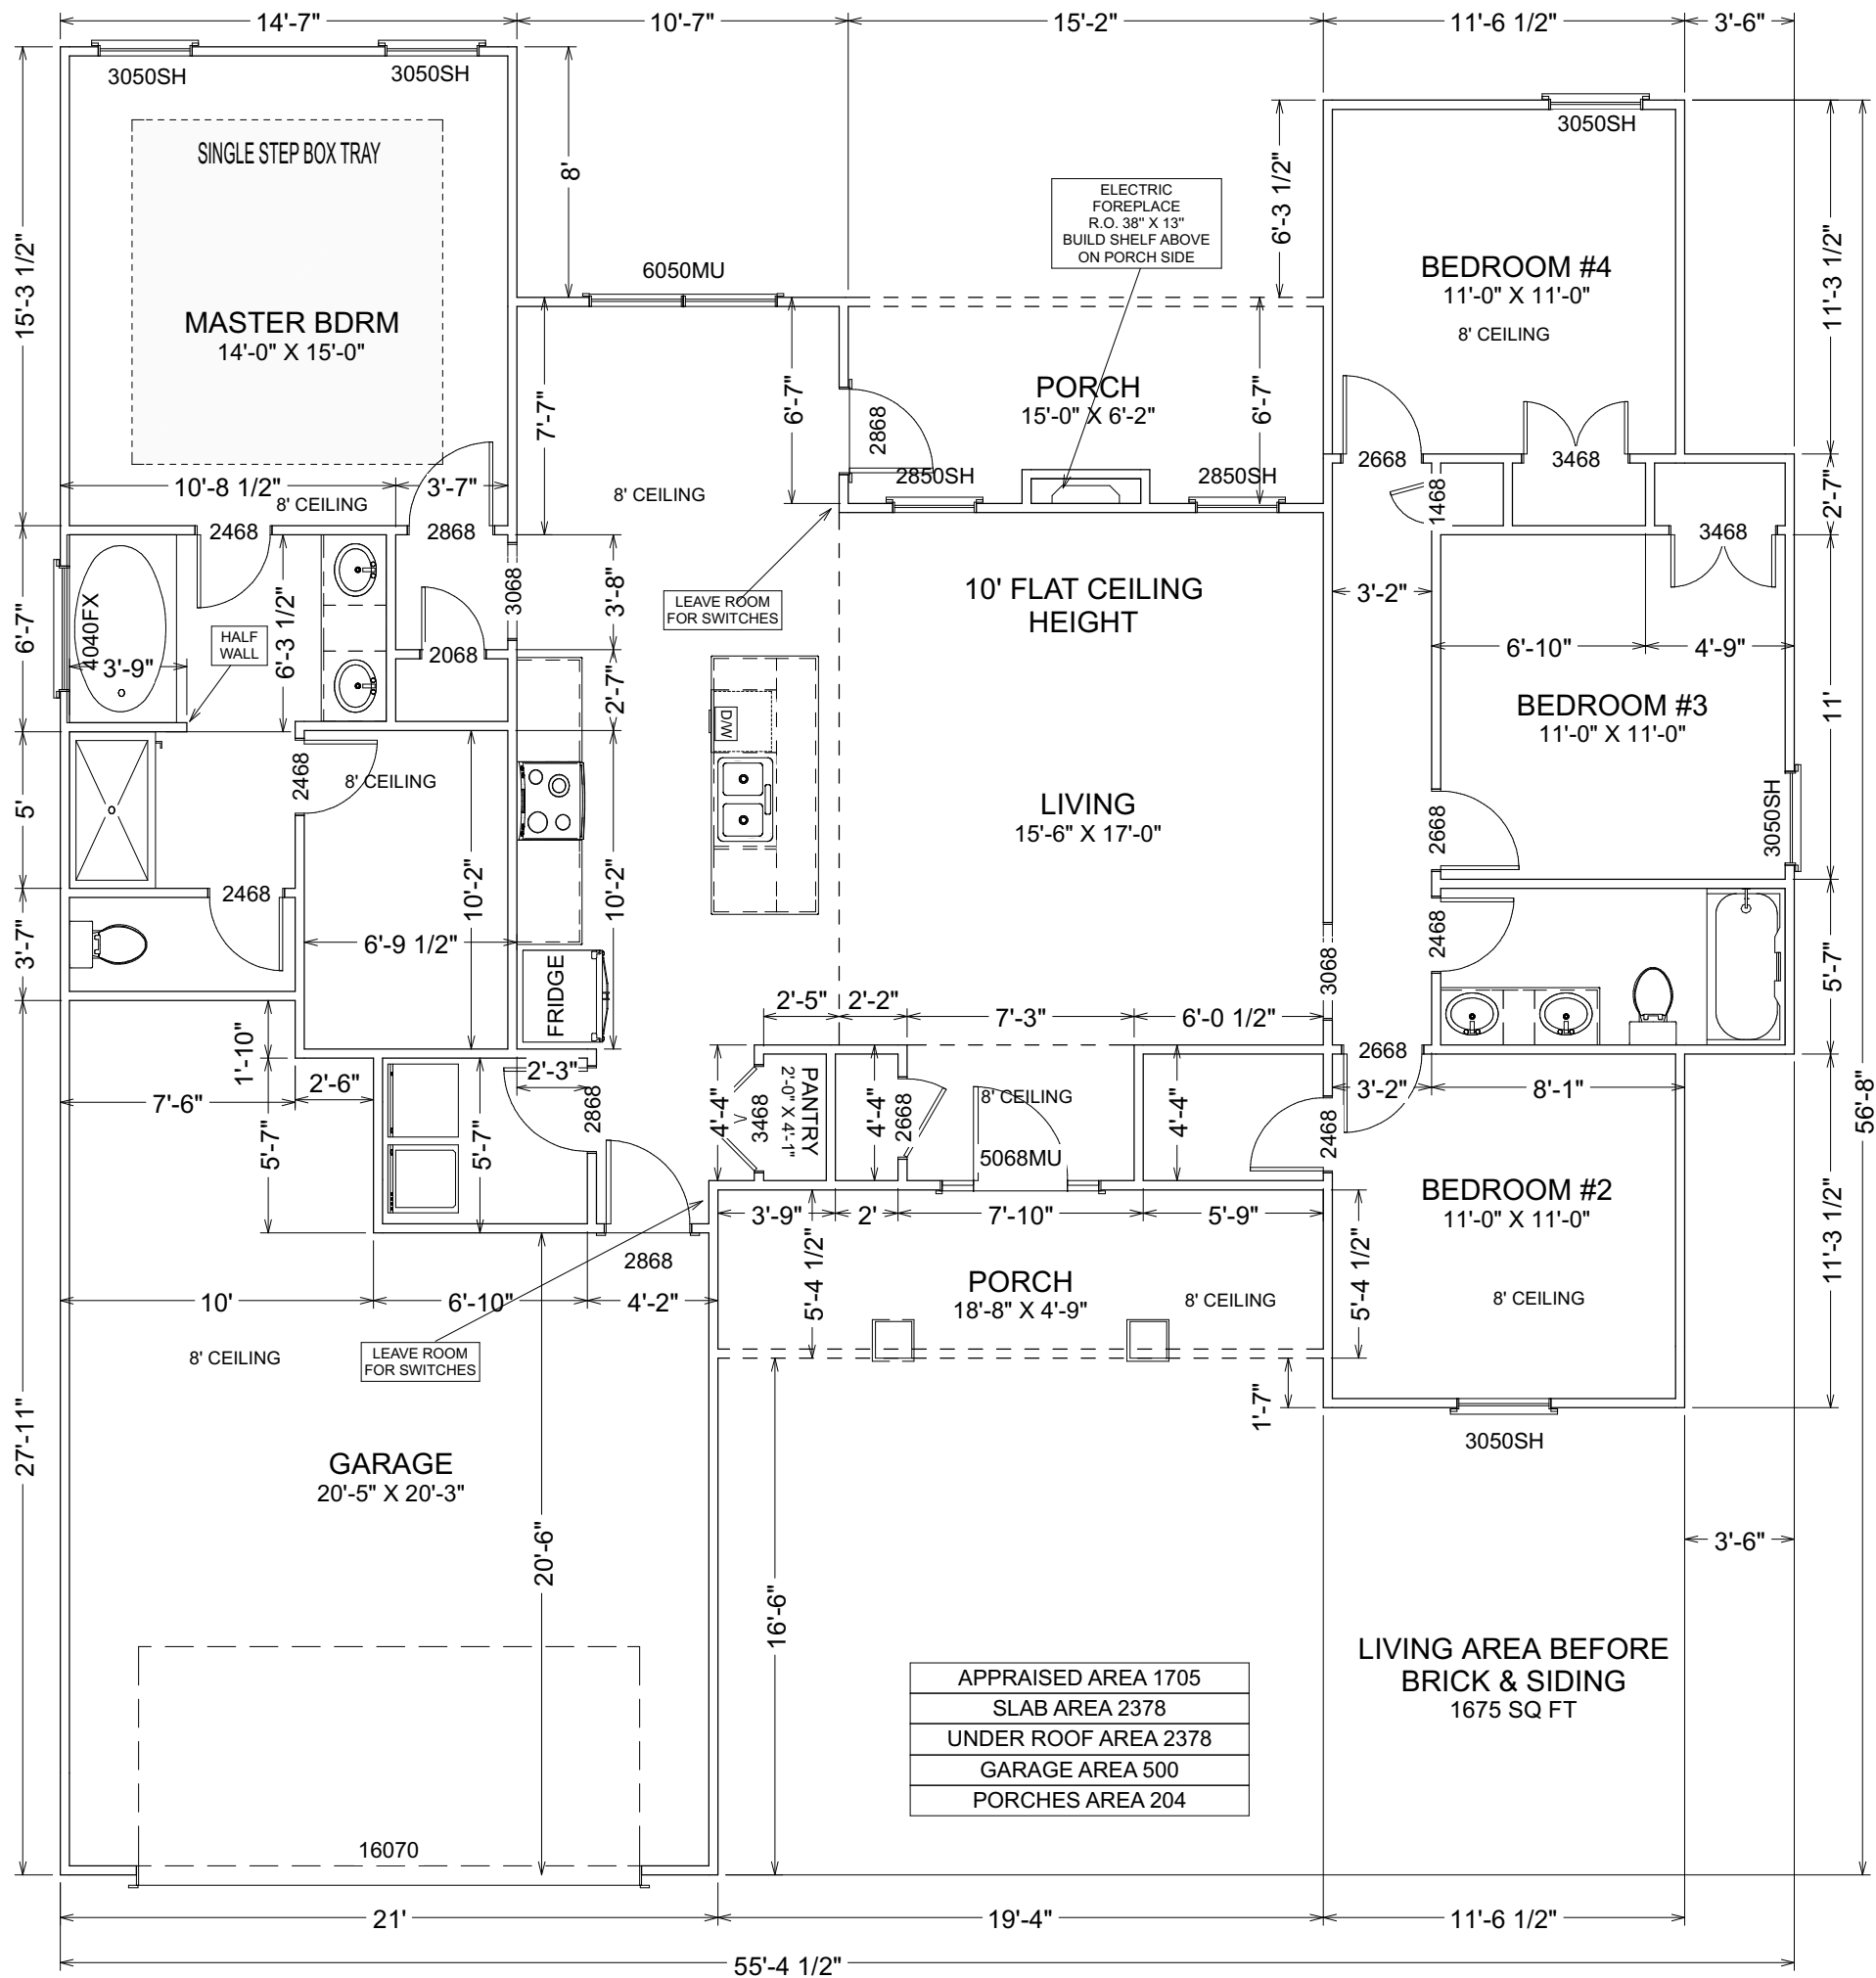 14'-7"
10'-7"
15'-2"
11'-6 1/2"
3'-6"
3050SH
3050SH
3050SH
SINGLE STEP BOX TRAY
8'
6'-3 1/2"
15'-3 1/2"
11'-3 1/2"
ELECTRIC
FOREPLACE
R.O. 38" X 13"
BUILD SHELF ABOVE
ON PORCH SIDE
6050MU
BEDROOM #4
11'-0" X 11'-0"
8' CEILING
MASTER BDRM
14'-0" X 15'-0"
7'-7"
6'-7"
PORCH
15'-0" X 6'-2"
6'-7"
2868
2850SH
2850SH
2668
3468
1468
2'-7"
3468
10'-8 1/2"
3'-7"
8' CEILING
8' CEILING
2468
2868
3068
3'-8"
LEAVE ROOM
FOR SWITCHES
10' FLAT CEILING
HEIGHT
3'-2"
6'-7"
4040FX
3'-9"
HALF
WALL
6'-3 1/2"
2068
2'-7"
6'-10"
4'-9"
BEDROOM #3
11'-0" X 11'-0"
11'
D/W
2468
8' CEILING
5'
LIVING
15'-6" X 17'-0"
2668
3050SH
2468
10'-2"
10'-2"
6'-9 1/2"
3'-7"
FRIDGE
3068
2468
5'-7"
2'-5"
2'-2"
7'-3"
6'-0 1/2"
1'-10"
2'-6"
7'-6"
2'-3"
2868
5'-7"
5'-7"
4'-4"
3468
PANTRY
2'-0" X 4'-1"
4'-4"
2668
8' CEILING
5068MU
4'-4"
2468
2668
3'-2"
8'-1"
56'-8"
BEDROOM #2
11'-0" X 11'-0"
11'-3 1/2"
3'-9"
2'
7'-10"
5'-9"
2868
5'-4 1/2"
PORCH
18'-8" X 4'-9"
8' CEILING
5'-4 1/2"
8' CEILING
10'
6'-10"
4'-2"
8' CEILING
LEAVE ROOM
FOR SWITCHES
1'-7"
27'-11"
3050SH
GARAGE
20'-5" X 20'-3"
20'-6"
16'-6"
3'-6"
LIVING AREA BEFORE
BRICK & SIDING
1675 SQ FT
APPRAISED AREA 1705
SLAB AREA 2378
UNDER ROOF AREA 2378
GARAGE AREA 500
PORCHES AREA 204
16070
21'
19'-4"
11'-6 1/2"
55'-4 1/2"